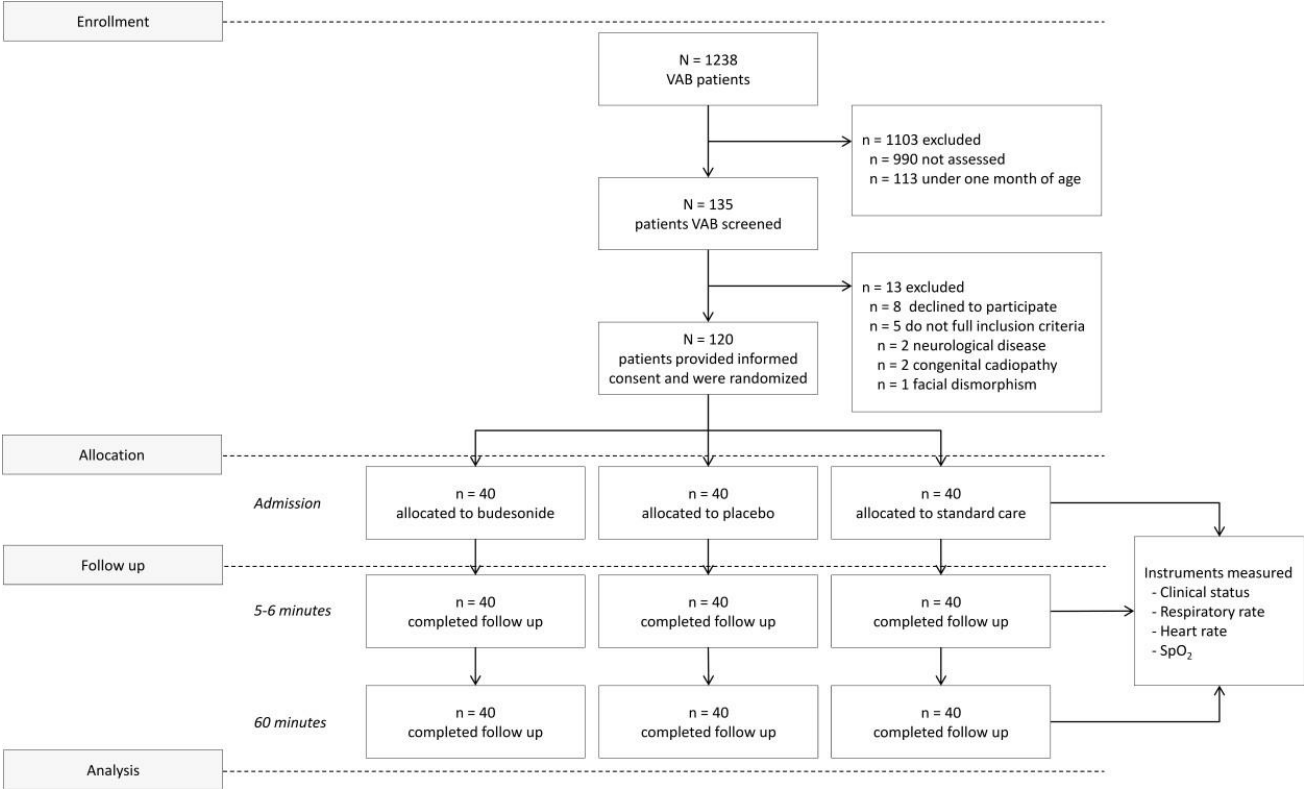 Enrollment
N = 1238
VAB patients
n = 1103 excluded
n = 990 not assessed
n = 113 under one month of age
N = 135
patients VAB screened
n = 13 excluded
n = 8 declined to participate
n = 5 do not full inclusion criteria
n = 2 neurological disease
n = 2 congenital cadiopathy
n = 1 facial dismorphism
N = 120
patients provided informed
consent and were randomized
Allocation
Admission
n = 40
allocated to budesonide
n = 40
allocated to placebo
n = 40
allocated to standard care
Follow up
5-6 minutes
n = 40
completed follow up
n = 40
completed follow up
n = 40
completed follow up
Instruments measured
- Clinical status
- Respiratory rate
- Heart rate
- SpO₂
60 minutes
n = 40
completed follow up
n = 40
completed follow up
n = 40
completed follow up
Analysis